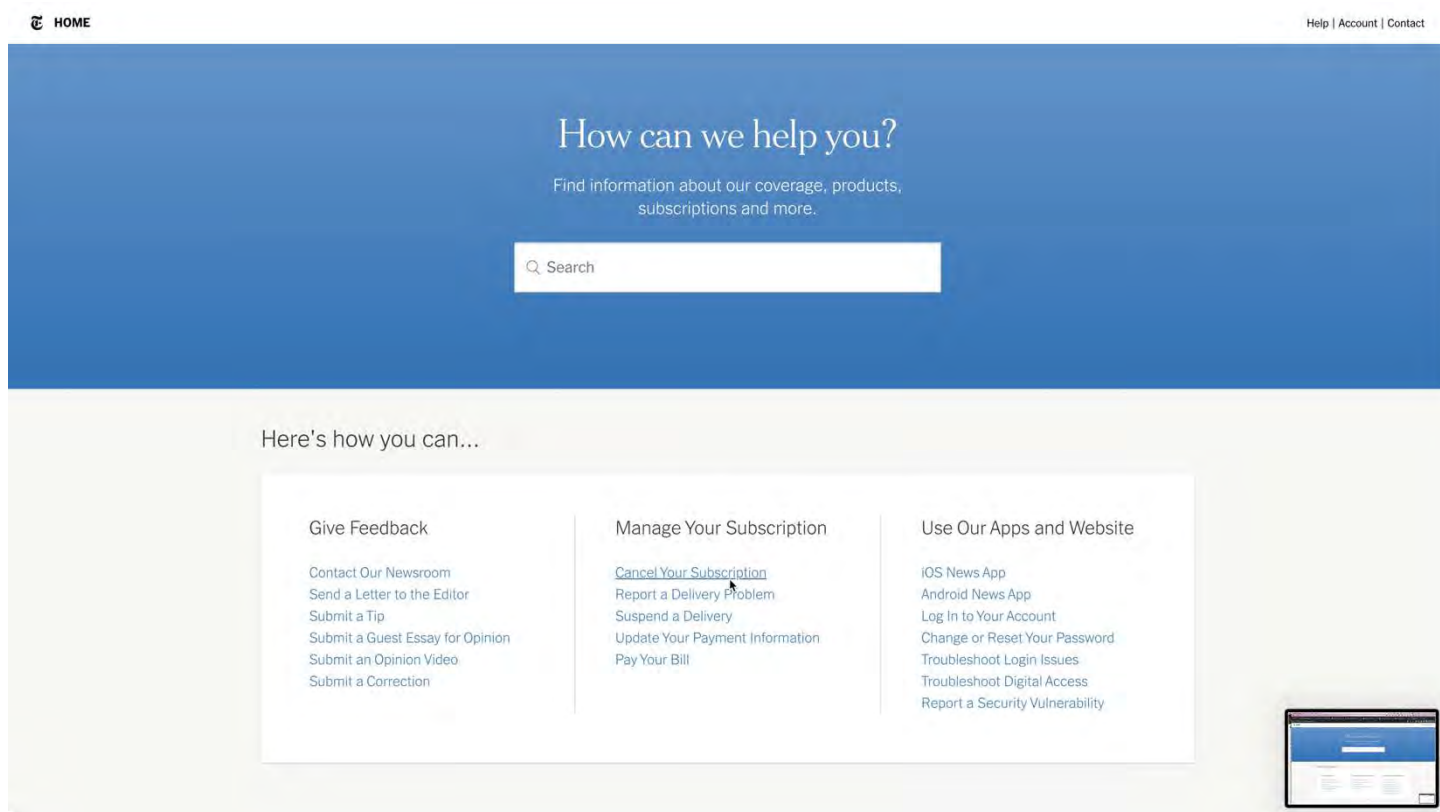 HOME
Help | Account | Contact
How can we help you?
Find information about our coverage, products,
subscriptions and more.
Search
Here's how you can...
Give Feedback
Contact Our Newsroom
Send a Letter to the Editor
Submit a Tip
Submit a Guest Essay for Opinion
Submit an Opinion Video
Submit a Correction
Manage Your Subscription
Cancel Your Subscription
Report a Delivery Problem
Suspend a Delivery
Update Your Payment Information
Pay Your Bill
Use Our Apps and Website
iOS News App
Android News App
Log In to Your Account
Change or Reset Your Password
Troubleshoot Login Issues
Troubleshoot Digital Access
Report a Security Vulnerability